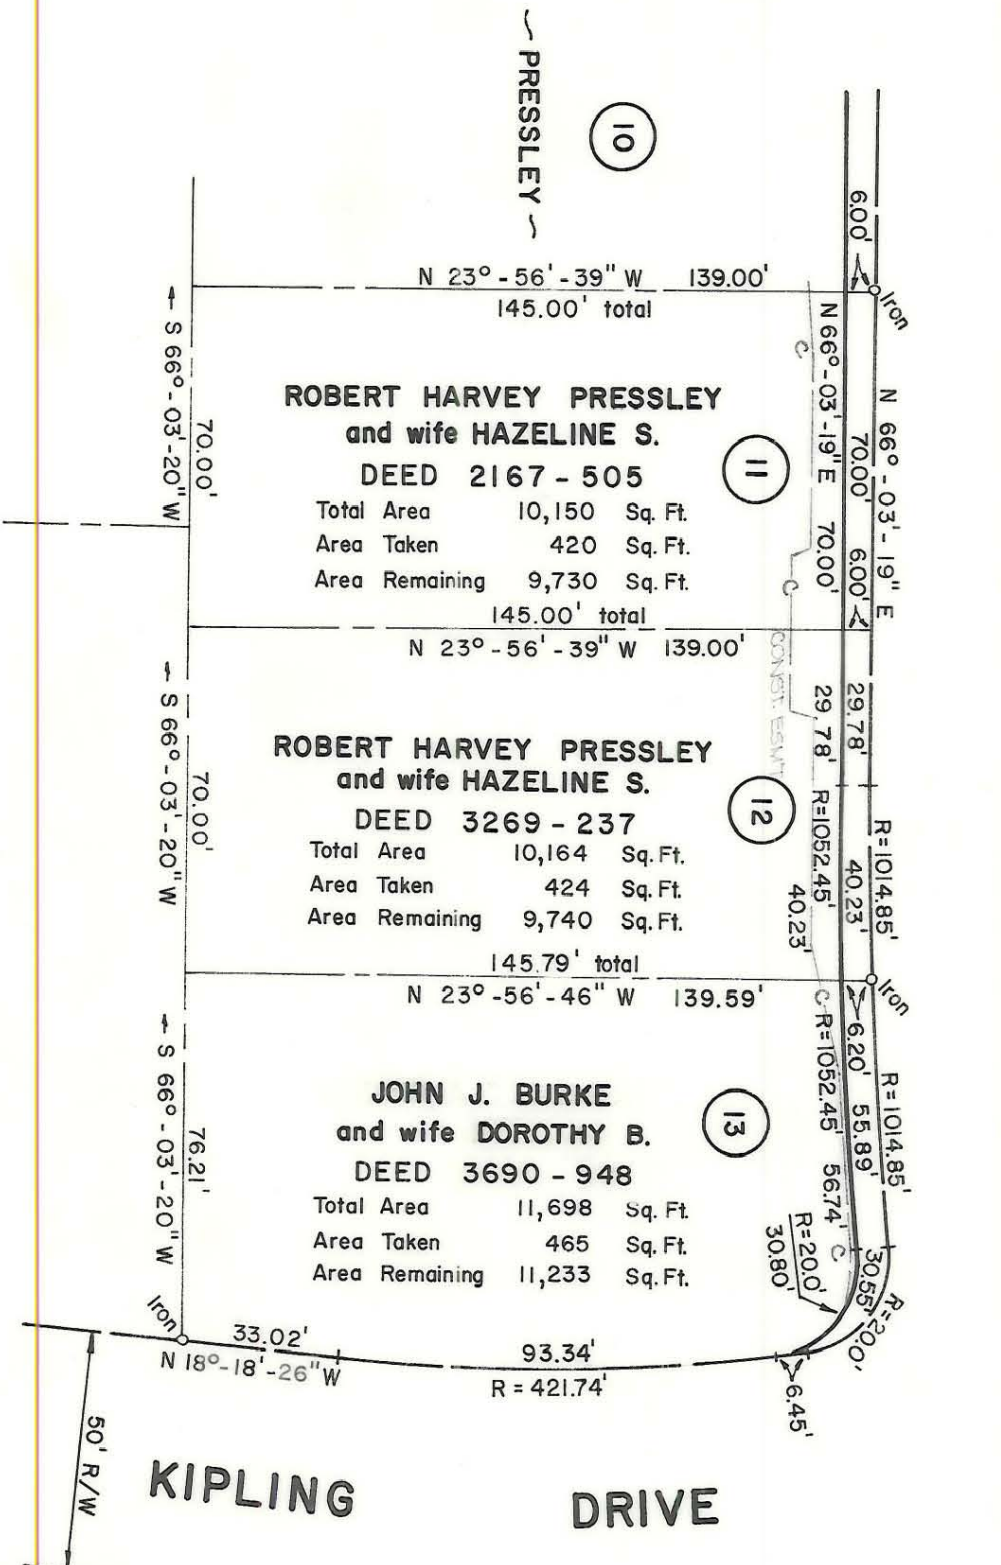 ~ PRESSLEY ~
10
6.00'
Iron
N 23° - 56' - 39" W 139.00'
145.00' total
N 66° - 03' - 19" E 70.00'
N 66° - 03' - 19" E
70.00'
6.00'
C
← S 66° - 03' - 20" W
70.00'
ROBERT HARVEY PRESSLEY
and wife HAZELINE S.
11
DEED 2167 - 505
Total Area 10,150 Sq. Ft.
Area Taken 420 Sq. Ft.
Area Remaining 9,730 Sq. Ft.
C
145.00' total
N 23° - 56' - 39" W 139.00'
CONST. ESMT
29.78'
29.78'
← S 66° - 03' - 20" W
70.00'
ROBERT HARVEY PRESSLEY
and wife HAZELINE S.
12
DEED 3269 - 237
Total Area 10,164 Sq. Ft.
Area Taken 424 Sq. Ft.
Area Remaining 9,740 Sq. Ft.
R=1052.45'
40.23'
40.23'
R=1014.85'
145.79' total
N 23° - 56' - 46" W 139.59'
Iron
6.20'
C
R=1052.45' 56.74'
C
55.89'
R=1014.85'
← S 66° - 03' - 20" W
76.21'
JOHN J. BURKE
and wife DOROTHY B.
13
DEED 3690 - 948
Total Area 11,698 Sq. Ft.
Area Taken 465 Sq. Ft.
Area Remaining 11,233 Sq. Ft.
R=20.0'
30.80'
30.55'
R=20.0'
Iron
33.02'
N 18° - 18' - 26" W
93.34'
R = 421.74'
6.45'
50' R/W
KIPLING DRIVE